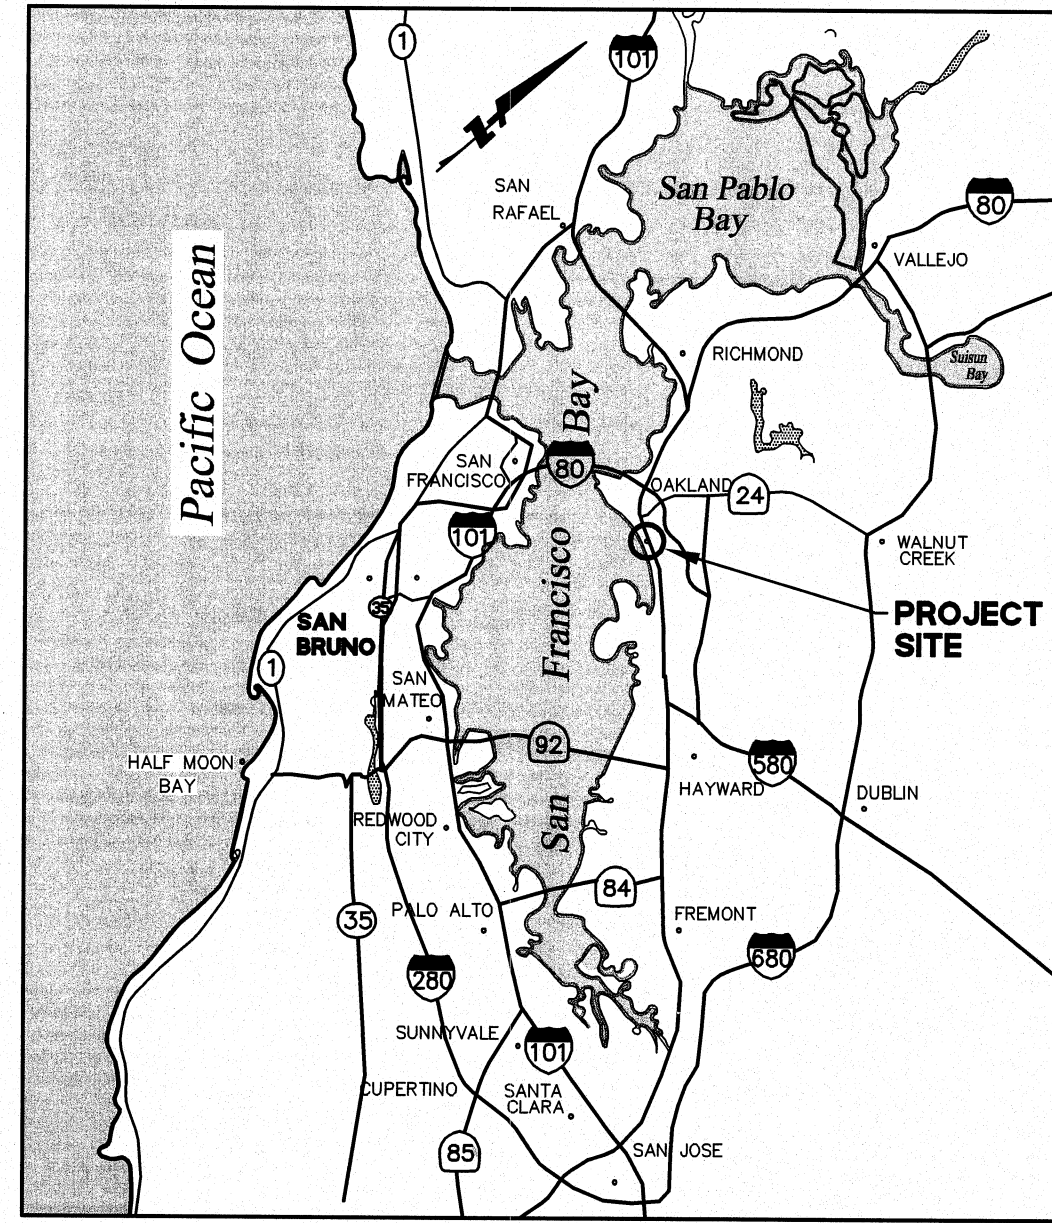 1
101
N
SAN
RAFAEL
San Pablo
Bay
80
VALLEJO
Pacific Ocean
RICHMOND
Suisun
Bay
San Francisco Bay
SAN
FRANCISCO
80
OAKLAND
24
101
WALNUT
CREEK
35
SAN
BRUNO
PROJECT
SITE
1
SAN
MATEO
92
HALF MOON
BAY
580
HAYWARD
DUBLIN
REDWOOD
CITY
84
PALO ALTO
35
FREMONT
680
280
SUNNYVALE
101
CUPERTINO
SANTA
CLARA
85
SAN JOSE